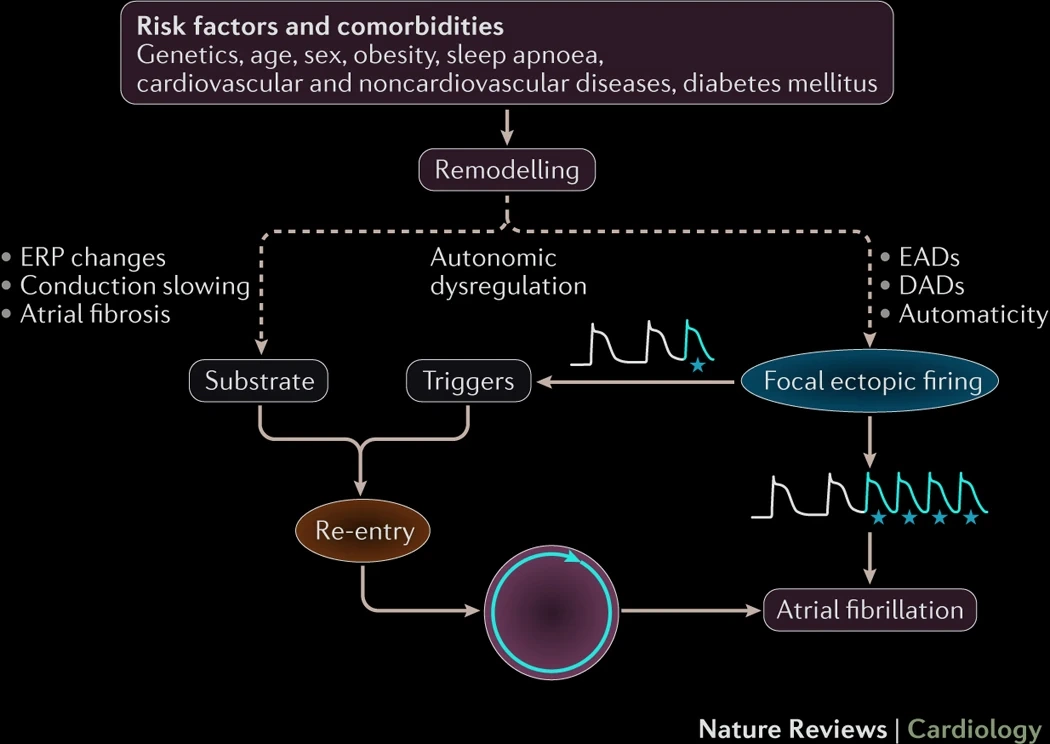 Risk factors and comorbidities
Genetics, age, sex, obesity, sleep apnoea,
cardiovascular and noncardiovascular diseases, diabetes mellitus
Remodelling
• ERP changes
• Conduction slowing
• Atrial fibrosis
Autonomic
dysregulation
• EADs
• DADs
• Automaticity
Substrate
Triggers
Focal ectopic firing
Re-entry
Atrial fibrillation
Nature Reviews | Cardiology